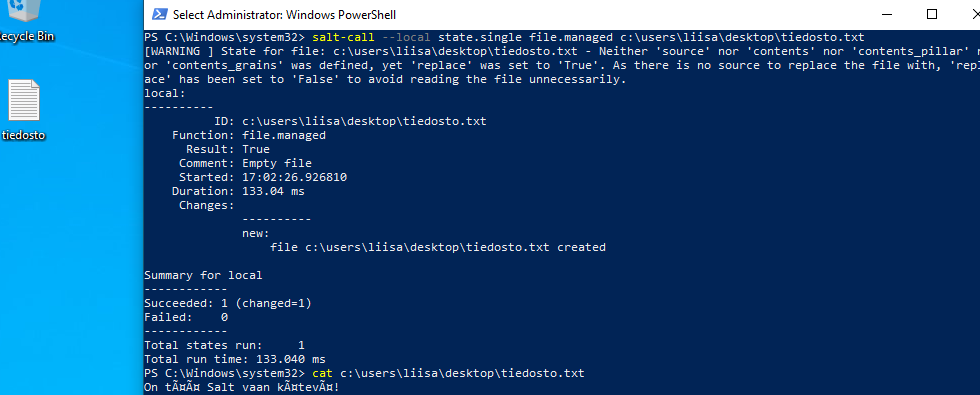 Recycle Bin
tiedosto
Select Administrator: Windows PowerShell
PS C:\Windows\system32> salt-call --local state.single file.managed c:\users\liisa\desktop\tiedosto.txt
[WARNING ] State for file: c:\users\liisa\desktop\tiedosto.txt - Neither 'source' nor 'contents' nor 'contents_pillar' n
or 'contents_grains' was defined, yet 'replace' was set to 'True'. As there is no source to replace the file with, 'repl
ace' has been set to 'False' to avoid reading the file unnecessarily.
local:
----------
ID: c:\users\liisa\desktop\tiedosto.txt
Function: file.managed
Result: True
Comment: Empty file
Started: 17:02:26.926810
Duration: 133.04 ms
Changes:
----------
new:
file c:\users\liisa\desktop\tiedosto.txt created
Summary for local
------------
Succeeded: 1 (changed=1)
Failed: 0
------------
Total states run: 1
Total run time: 133.040 ms
PS C:\Windows\system32> cat c:\users\liisa\desktop\tiedosto.txt
On tÃ¤Ã¤ Salt vaan kÃ¤tevÃ¤!